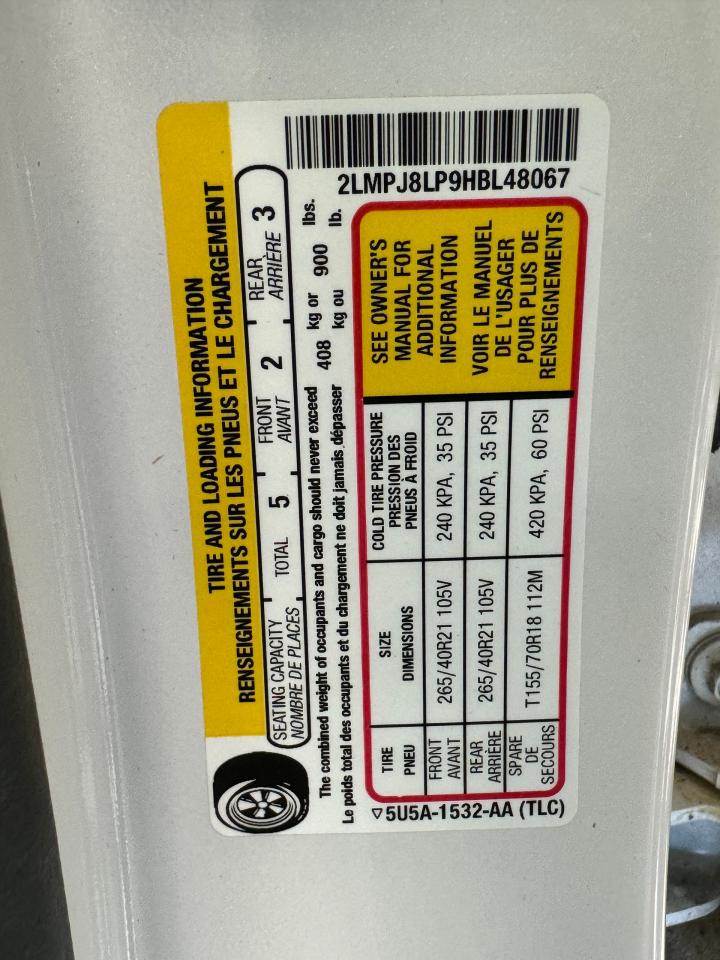 TIRE AND LOADING INFORMATION
RENSEIGNEMENTS SUR LES PNEUS ET LE CHARGEMENT
SEATING CAPACITY
NOMBRE DE PLACES
TOTAL 5
FRONT
AVANT
2
REAR
ARRIÈRE
3
The combined weight of occupants and cargo should never exceed 408 kg or 900 lbs.
Le poids total des occupants et du chargement ne doit jamais dépasser kg ou lb.
TIRE
PNEU
SIZE
DIMENSIONS
COLD TIRE PRESSURE
PRESSION DES
PNEUS À FROID
FRONT
AVANT
265/40R21 105V
240 KPA, 35 PSI
REAR
ARRIÈRE
265/40R21 105V
240 KPA, 35 PSI
SPARE
DE
SECOURS
T155/70R18 112M
420 KPA, 60 PSI
SEE OWNER'S
MANUAL FOR
ADDITIONAL
INFORMATION
VOIR LE MANUEL
DE L'USAGER
POUR PLUS DE
RENSEIGNEMENTS
5U5A-1532-AA (TLC)
2LMPJ8LP9HBL48067